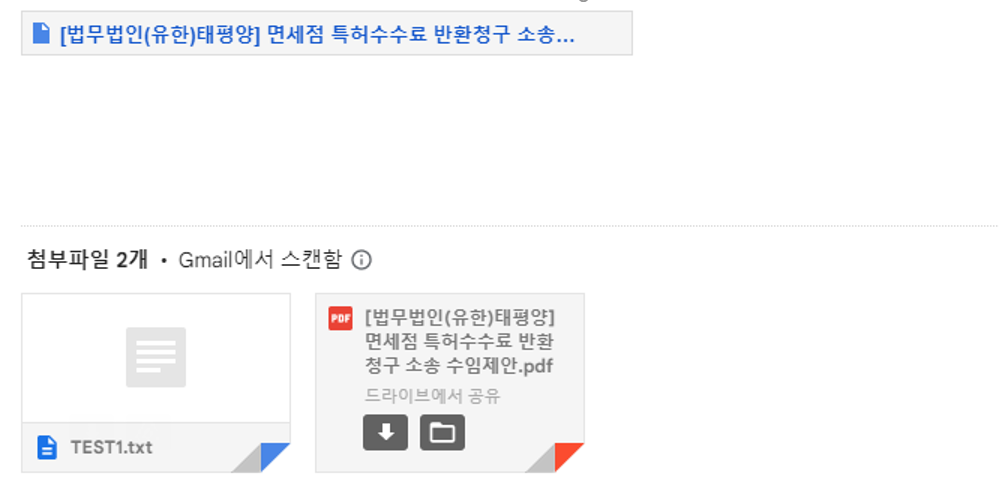 [법무법인(유한)태평양] 면세점 특허수수료 반환청구 소송...
첨부파일 2개 • Gmail에서 스캔함
PDF
[법무법인(유한)태평양]
면세점 특허수수료 반환
청구 소송 수임제안.pdf
드라이브에서 공유
TEST1.txt